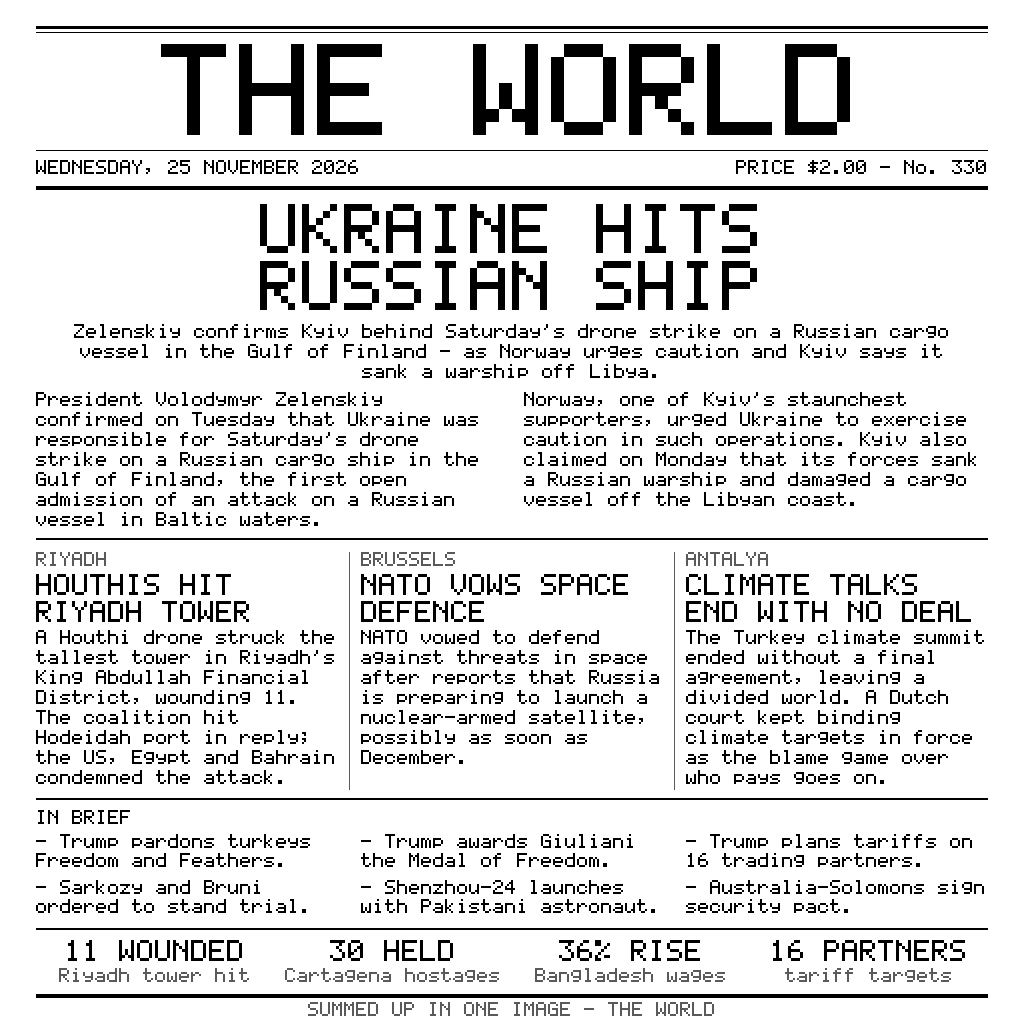 THE WORLD
WEDNESDAY, 25 NOVEMBER 2026
PRICE $2.00 - No. 330
UKRAINE HITS
RUSSIAN SHIP
Zelenskiy confirms Kyiv behind Saturday's drone strike on a Russian cargo
vessel in the Gulf of Finland - as Norway urges caution and Kyiv says it
sank a warship off Libya.
President Volodymyr Zelenskiy
confirmed on Tuesday that Ukraine was
responsible for Saturday's drone
strike on a Russian cargo ship in the
Gulf of Finland, the first open
admission of an attack on a Russian
vessel in Baltic waters.
Norway, one of Kyiv's staunchest
supporters, urged Ukraine to exercise
caution in such operations. Kyiv also
claimed on Monday that its forces sank
a Russian warship and damaged a cargo
vessel off the Libyan coast.
RIYADH
HOUTHIS HIT
RIYADH TOWER
A Houthi drone struck the
tallest tower in Riyadh's
King Abdullah Financial
District, wounding 11.
The coalition hit
Hodeidah port in reply;
the US, Egypt and Bahrain
condemned the attack.
BRUSSELS
NATO VOWS SPACE
DEFENCE
NATO vowed to defend
against threats in space
after reports that Russia
is preparing to launch a
nuclear-armed satellite,
possibly as soon as
December.
ANTALYA
CLIMATE TALKS
END WITH NO DEAL
The Turkey climate summit
ended without a final
agreement, leaving a
divided world. A Dutch
court kept binding
climate targets in force
as the blame game over
who pays goes on.
IN BRIEF
- Trump pardons turkeys
Freedom and Feathers.
- Trump awards Giuliani
the Medal of Freedom.
- Trump plans tariffs on
16 trading partners.
- Sarkozy and Bruni
ordered to stand trial.
- Shenzhou-24 launches
with Pakistani astronaut.
- Australia-Solomons sign
security pact.
11 WOUNDED
Riyadh tower hit
30 HELD
Cartagena hostages
36% RISE
Bangladesh wages
16 PARTNERS
tariff targets
SUMMED UP IN ONE IMAGE - THE WORLD